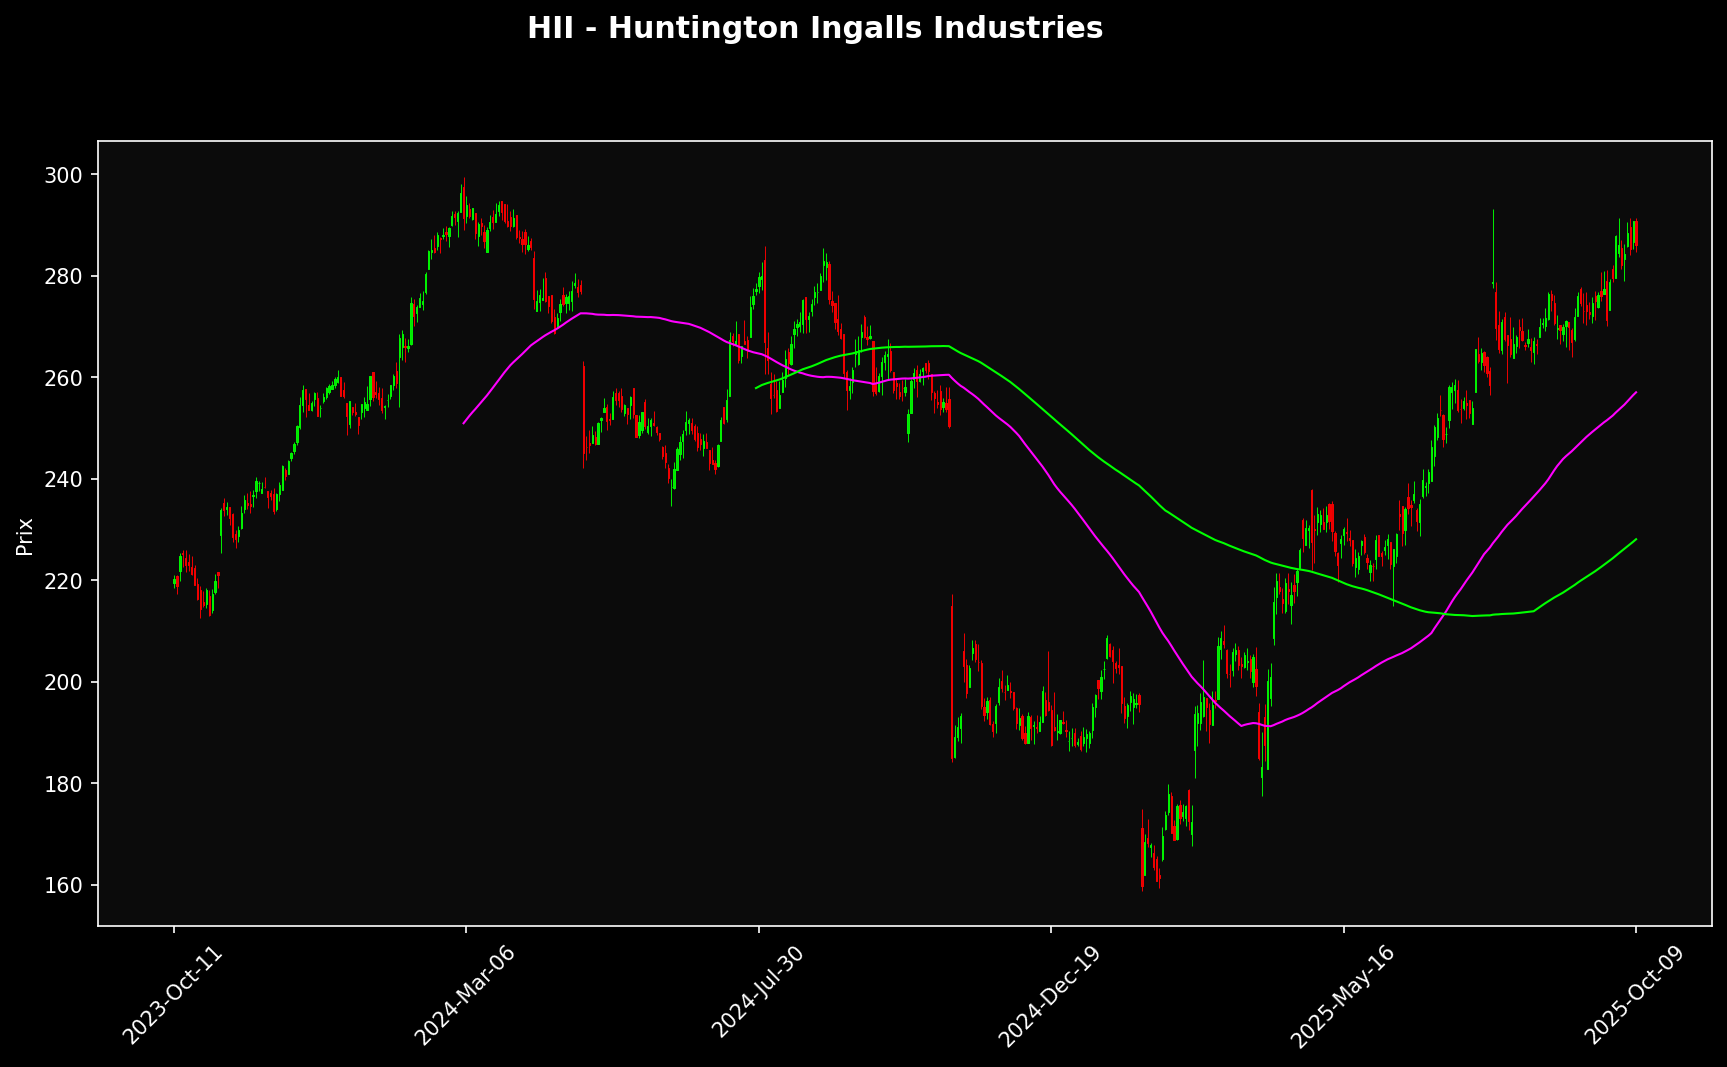 HII - Huntington Ingalls Industries
Prix
300
280
260
240
220
200
180
160
2023-Oct-11
2024-Mar-06
2024-Jul-30
2024-Dec-19
2025-May-16
2025-Oct-09